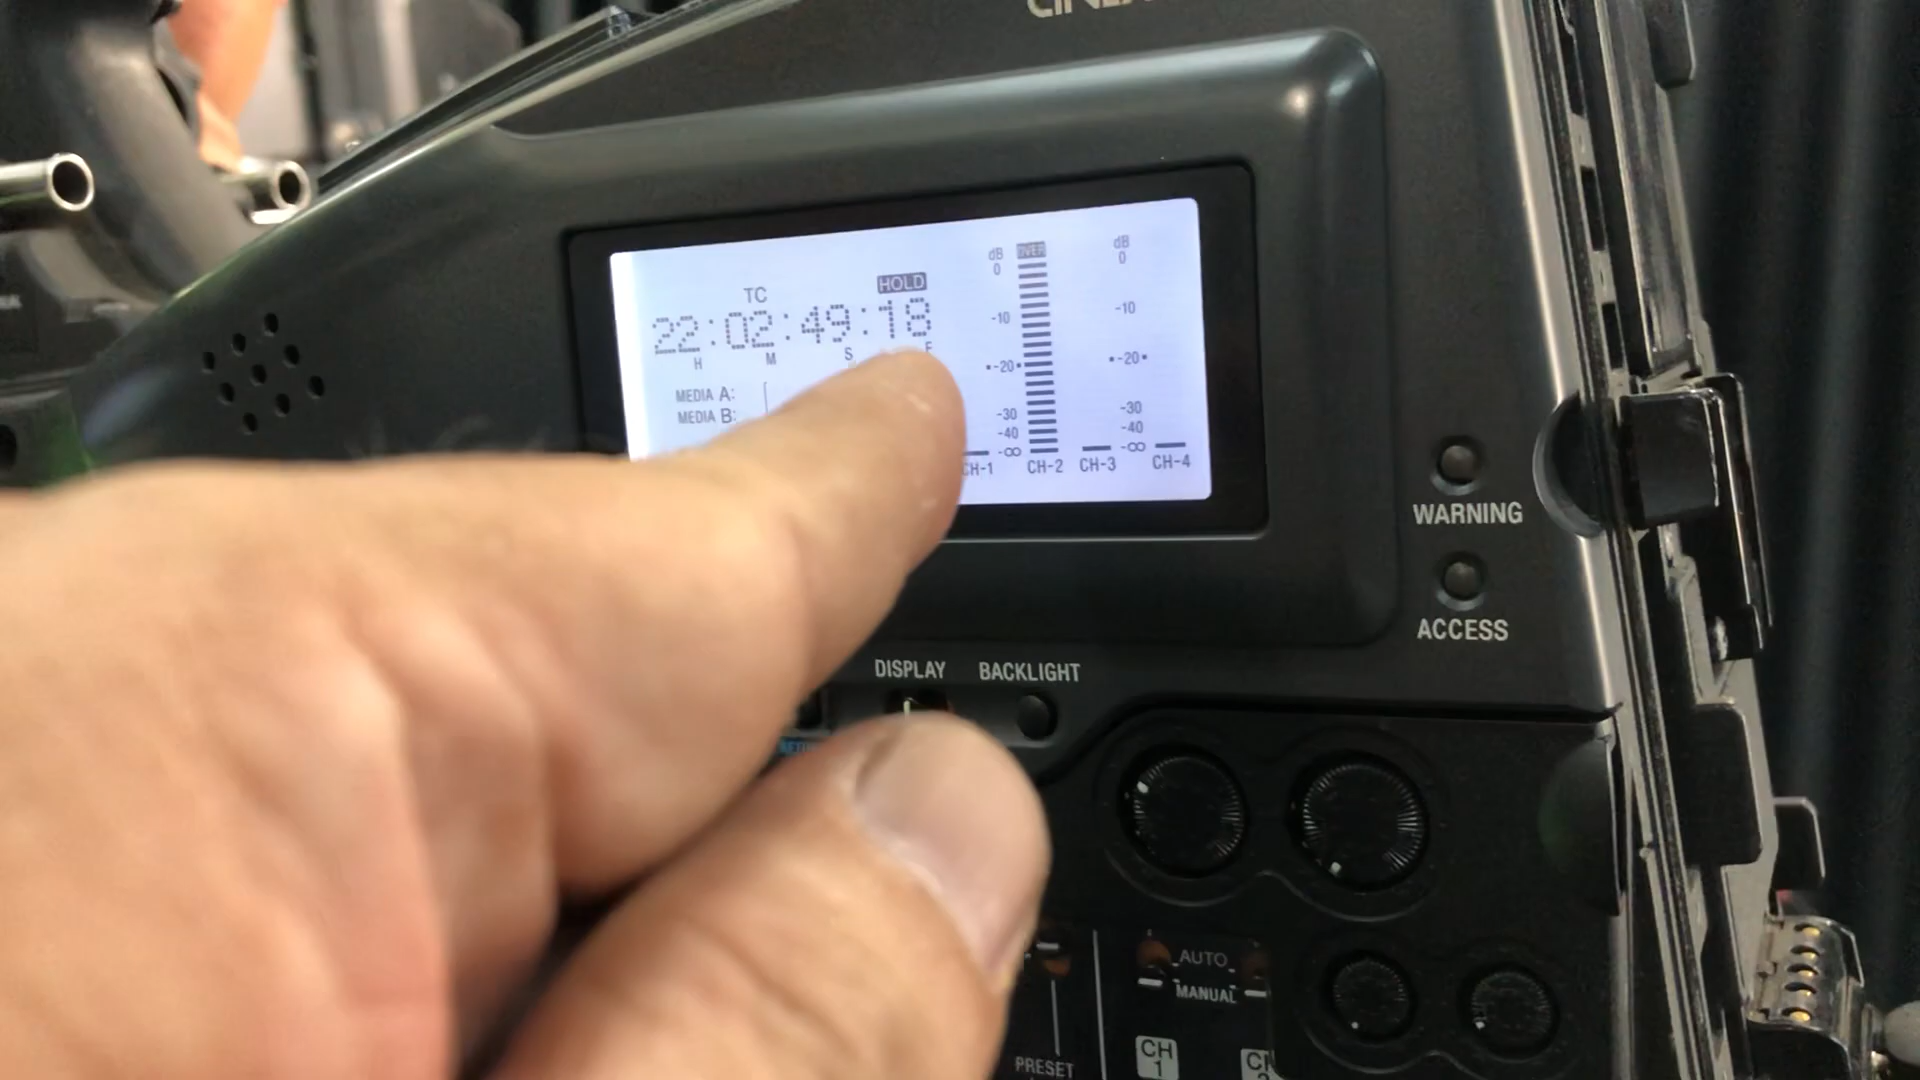 TC HOLD
22:02:49:18
H M S F
MEDIA A:
MEDIA B:
dB OVER dB
0 0
-10 -10
-20 -20
-30 -30
-40 -40
-∞ -∞
CH-1 CH-2 CH-3 CH-4
WARNING
ACCESS
DISPLAY BACKLIGHT
AUTO
MANUAL
PRESET
CH
1